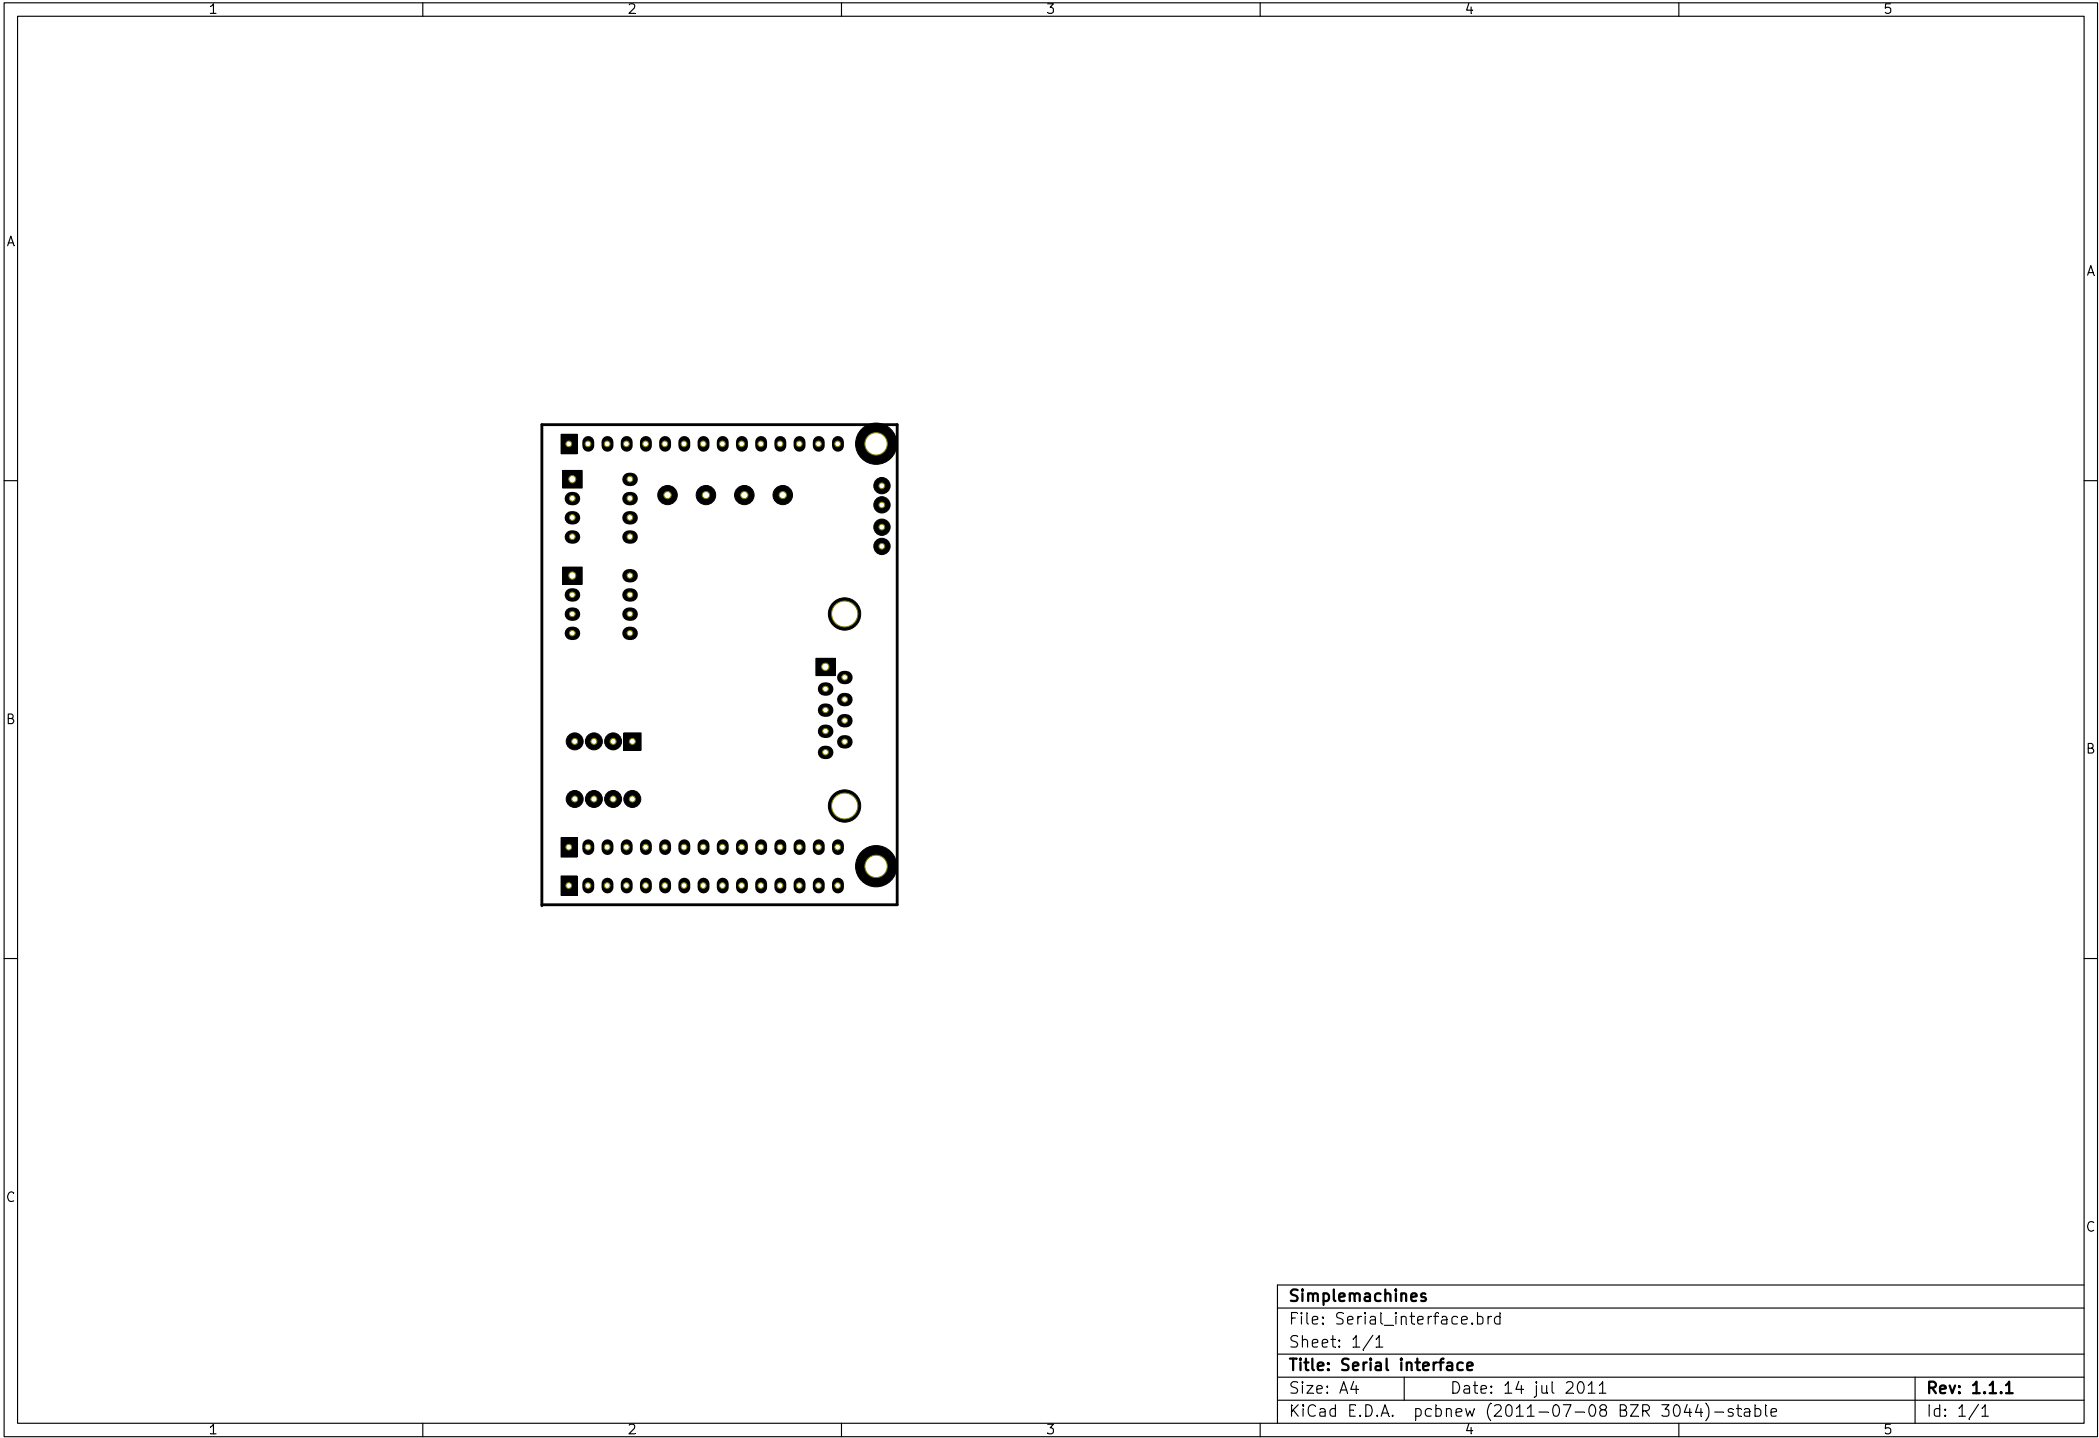 1 2 3 4 5
A
A
B
B
C
C
Simplemachines
File: Serial_interface.brd
Sheet: 1/1
Title: Serial interface
Size: A4 Date: 14 jul 2011 Rev: 1.1.1
KiCad E.D.A. pcbnew (2011-07-08 BZR 3044)-stable Id: 1/1
1 2 3 4 5